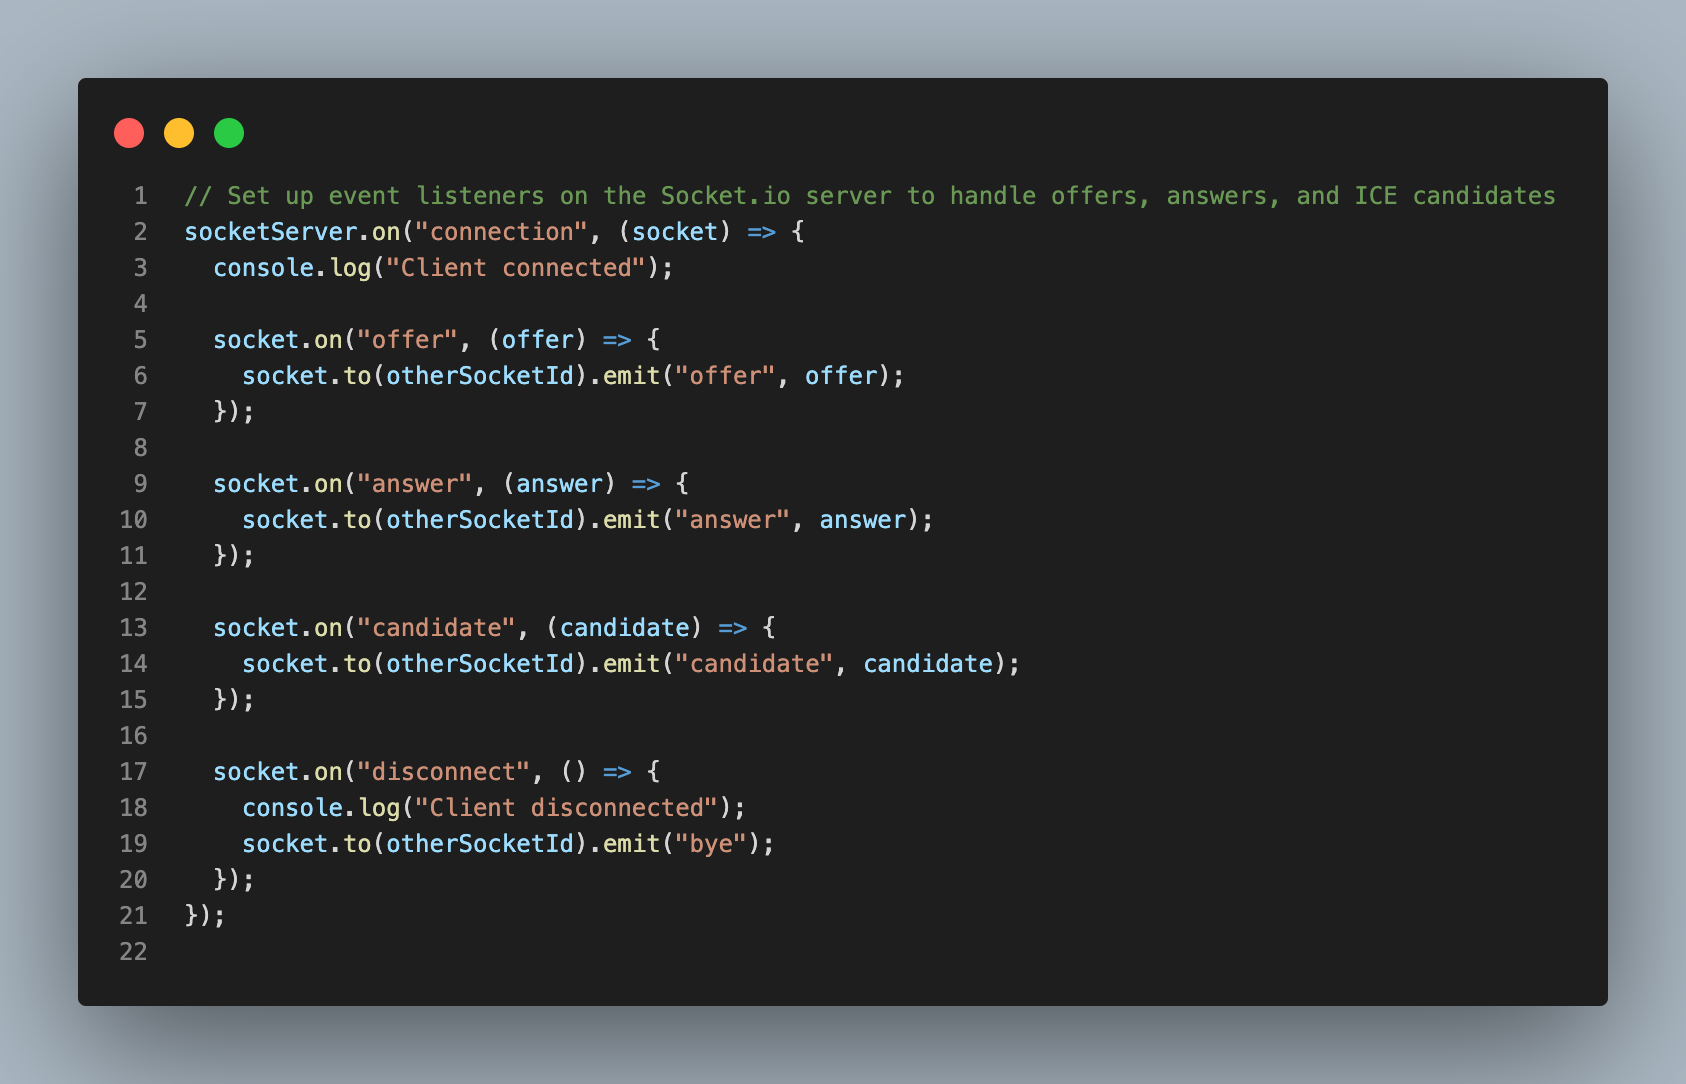 1 // Set up event listeners on the Socket.io server to handle offers, answers, and ICE candidates
2 socketServer.on("connection", (socket) => {
3   console.log("Client connected");
4
5   socket.on("offer", (offer) => {
6     socket.to(otherSocketId).emit("offer", offer);
7   });
8
9   socket.on("answer", (answer) => {
10     socket.to(otherSocketId).emit("answer", answer);
11   });
12
13   socket.on("candidate", (candidate) => {
14     socket.to(otherSocketId).emit("candidate", candidate);
15   });
16
17   socket.on("disconnect", () => {
18     console.log("Client disconnected");
19     socket.to(otherSocketId).emit("bye");
20   });
21 });
22